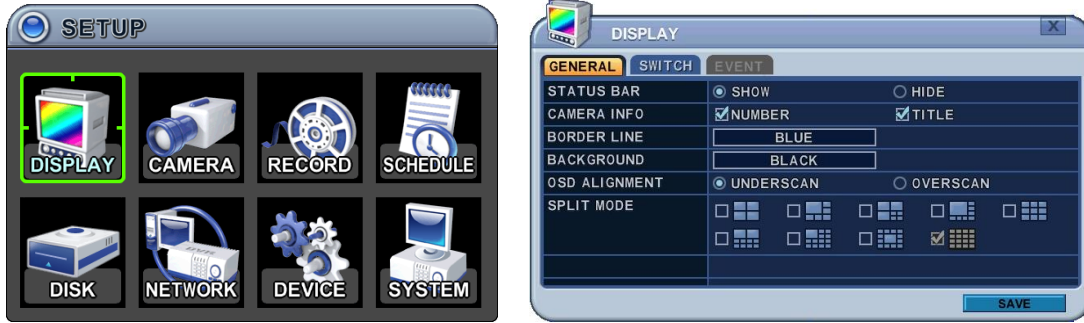 SETUP
DISPLAY CAMERA RECORD SCHEDULE
DISK NETWORK DEVICE SYSTEM
DISPLAY X
GENERAL SWITCH EVENT
STATUS BAR SHOW HIDE
CAMERA INFO NUMBER TITLE
BORDER LINE BLUE
BACKGROUND BLACK
OSD ALIGNMENT UNDERSCAN OVERSCAN
SPLIT MODE
SAVE